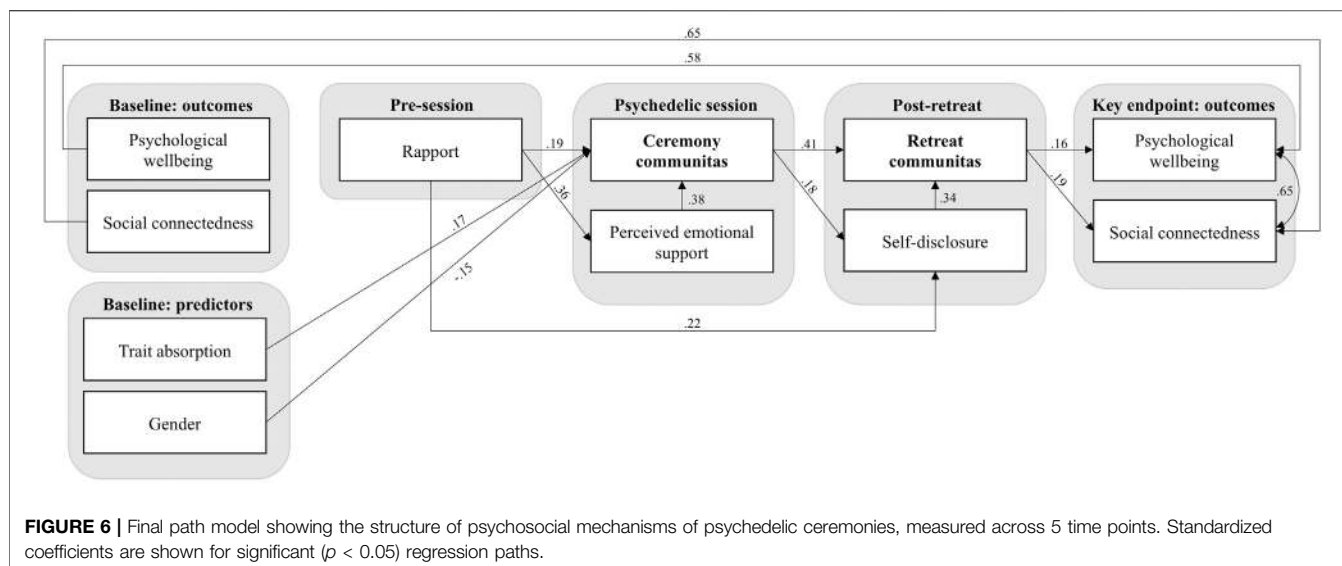 .65
.58
Baseline: outcomes
Psychological
wellbeing
Social connectedness
Baseline: predictors
Trait absorption
Gender
Pre-session
Rapport
.19
.36
.17
-.15
.22
Psychedelic session
Ceremony
communitas
.38
Perceived emotional
support
.41
.18
Post-retreat
Retreat
communitas
.34
Self-disclosure
.16
.19
Key endpoint: outcomes
Psychological
wellbeing
.65
Social connectedness
FIGURE 6 | Final path model showing the structure of psychosocial mechanisms of psychedelic ceremonies, measured across 5 time points. Standardized
coefficients are shown for significant (p < 0.05) regression paths.